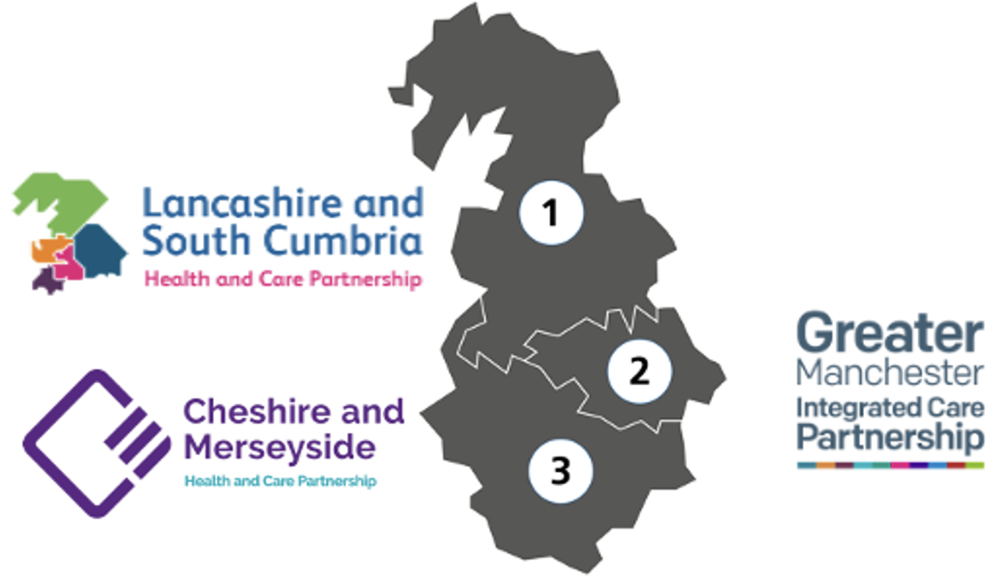 Lancashire and
South Cumbria
Health and Care Partnership
Cheshire and
Merseyside
Health and Care Partnership
1
2
3
Greater
Manchester
Integrated Care
Partnership